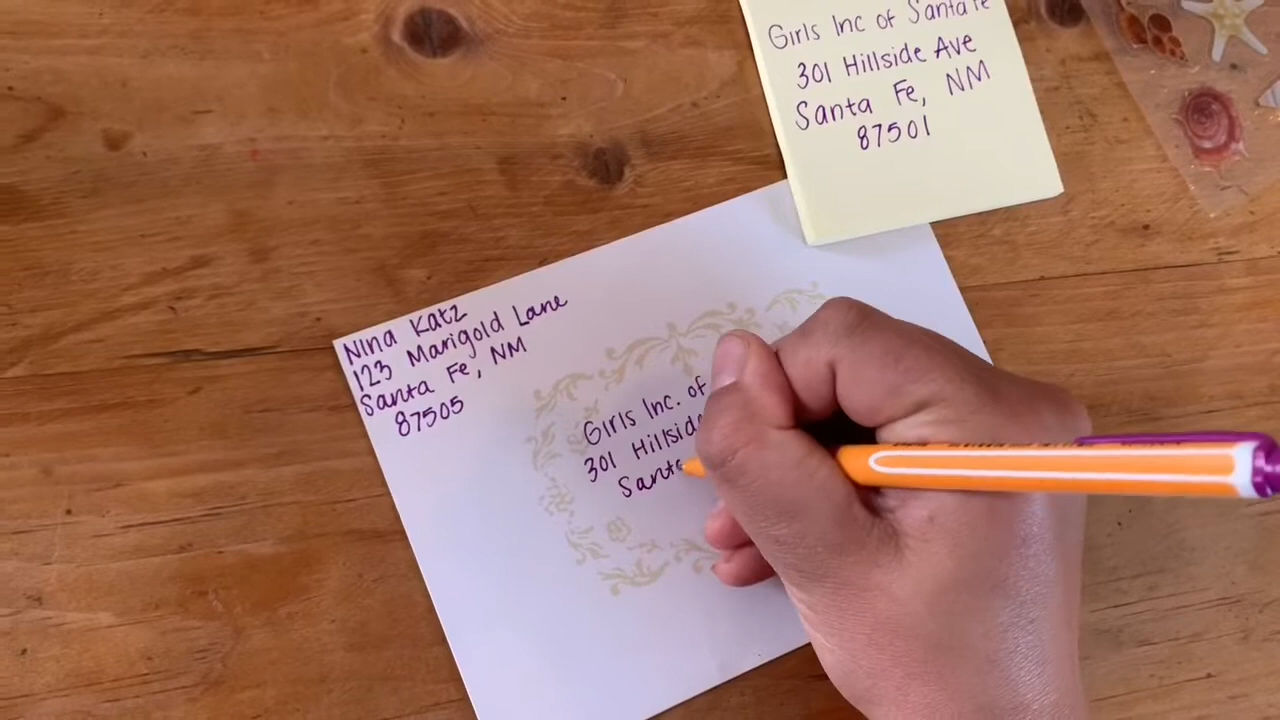 Girls Inc of Santa Fe
301 Hillside Ave
Santa Fe, NM
87501
Nina Katz
123 Marigold Lane
Santa Fe, NM
87505
Girls Inc. of
301 Hillside
Santa